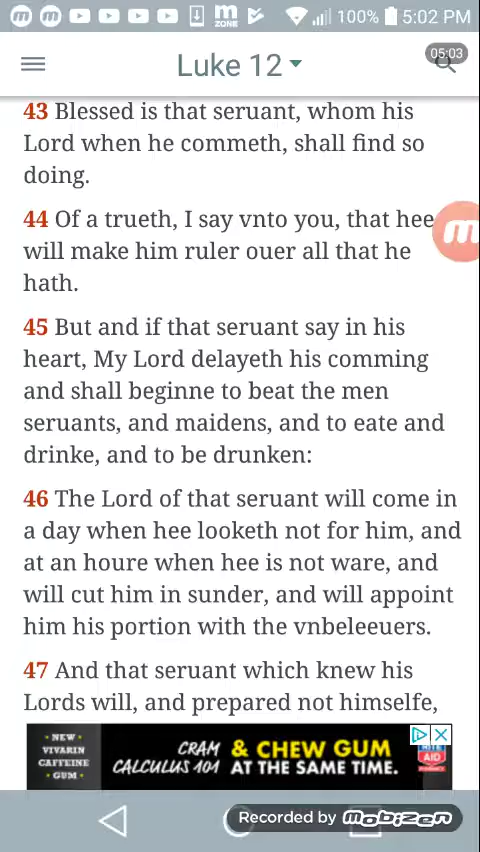 m ZONE 100% 5:02 PM
Luke 12
05:03
43 Blessed is that seruant, whom his
Lord when he commeth, shall find so
doing.
44 Of a trueth, I say vnto you, that hee
will make him ruler ouer all that he
hath.
45 But and if that seruant say in his
heart, My Lord delayeth his comming
and shall beginne to beat the men
seruants, and maidens, and to eate and
drinke, and to be drunken:
46 The Lord of that seruant will come in
a day when hee looketh not for him, and
at an houre when hee is not ware, and
will cut him in sunder, and will appoint
him his portion with the vnbeleeuers.
47 And that seruant which knew his
Lords will, and prepared not himselfe,
• NEW •
VIVARIN
CAFFEINE
• GUM •
CRAM & CHEW GUM
CALCULUS 101 AT THE SAME TIME.
RITE
AID
Recorded by mobizen